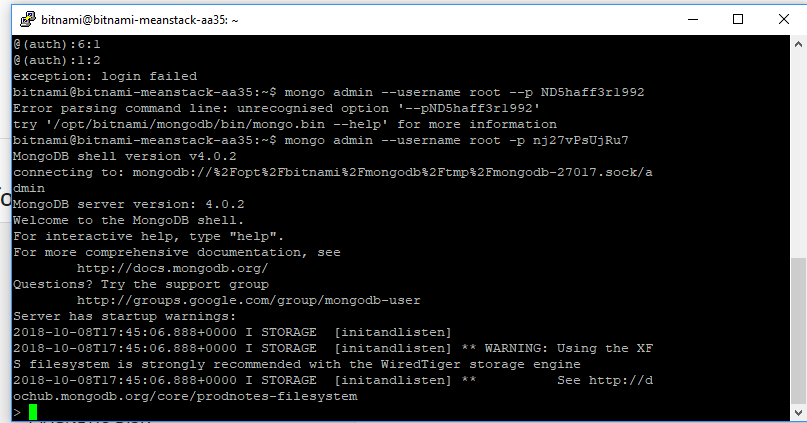 bitnami@bitnami-meanstack-aa35: ~
@(auth):6:1
@(auth):1:2
exception: login failed
bitnami@bitnami-meanstack-aa35:~$ mongo admin --username root --p ND5haff3r1992
Error parsing command line: unrecognised option '--pND5haff3r1992'
try '/opt/bitnami/mongodb/bin/mongo.bin --help' for more information
bitnami@bitnami-meanstack-aa35:~$ mongo admin --username root -p nj27vPsUjRu7
MongoDB shell version v4.0.2
connecting to: mongodb://%2Fopt%2Fbitnami%2Fmongodb%2Ftmp%2Fmongodb-27017.sock/a
dmin
MongoDB server version: 4.0.2
Welcome to the MongoDB shell.
For interactive help, type "help".
For more comprehensive documentation, see
        http://docs.mongodb.org/
Questions? Try the support group
        http://groups.google.com/group/mongodb-user
Server has startup warnings:
2018-10-08T17:45:06.888+0000 I STORAGE  [initandlisten]
2018-10-08T17:45:06.888+0000 I STORAGE  [initandlisten] ** WARNING: Using the XF
S filesystem is strongly recommended with the WiredTiger storage engine
2018-10-08T17:45:06.888+0000 I STORAGE  [initandlisten] **          See http://d
ochub.mongodb.org/core/prodnotes-filesystem
>